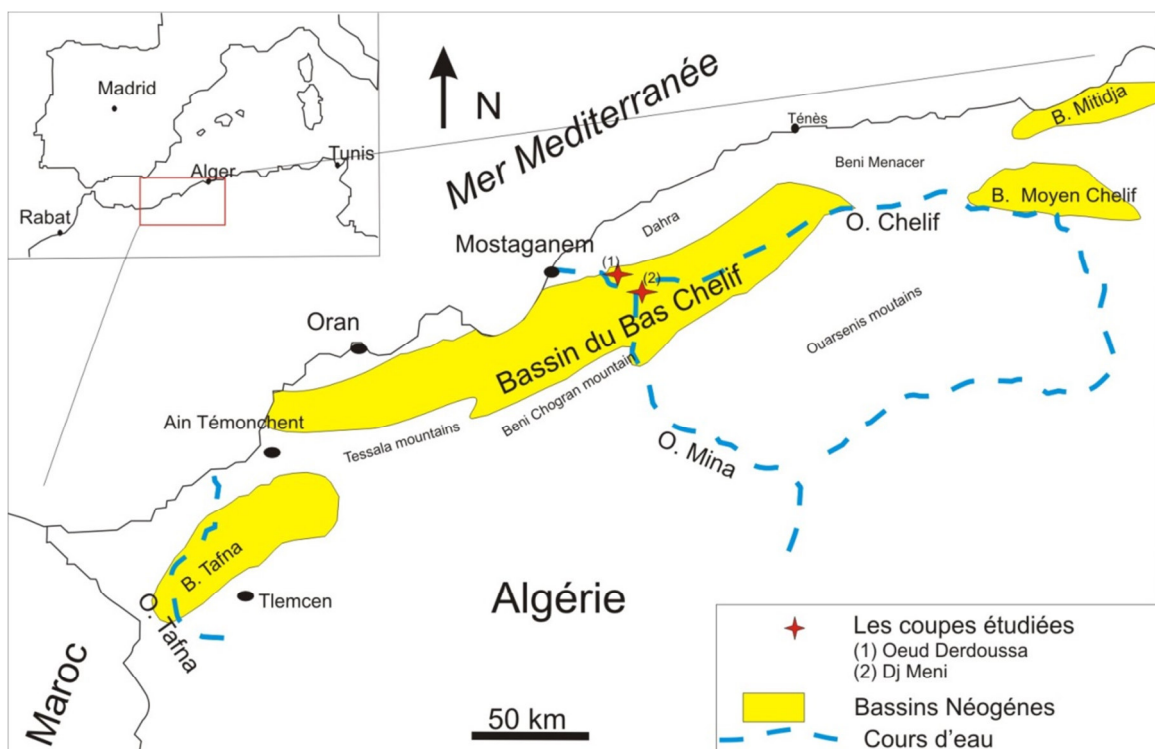 Madrid
Alger
Tunis
Rabat
N
Mer Mediterranée
Ténès
B. Mitidja
Beni Menacer
B. Moyen Chelif
O. Chelif
Dahra
Mostaganem
(1)
(2)
Bassin du Bas Chelif
Ouarsenis moutains
Oran
Beni Chogran mountain
Ain Témonchent
Tessala mountains
O. Mina
B. Tafna
O. Tafna
Tlemcen
Algérie
Maroc
50 km
Les coupes étudiées
(1) Oeud Derdoussa
(2) Dj Meni
Bassins Néogénes
Cours d'eau